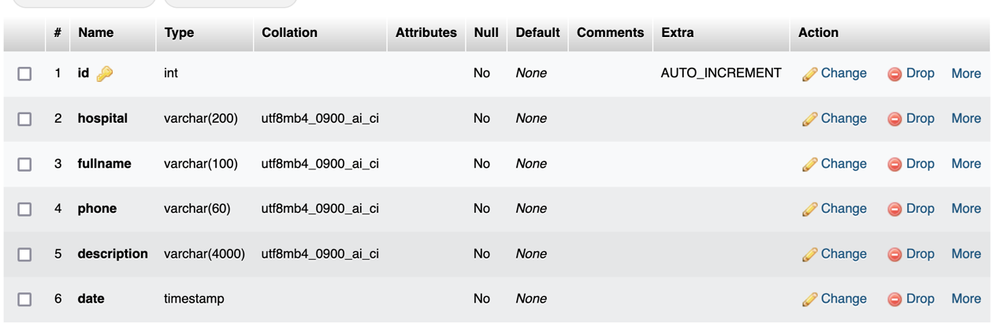 # Name Type Collation Attributes Null Default Comments Extra Action
1 id int No None AUTO_INCREMENT Change Drop More
2 hospital varchar(200) utf8mb4_0900_ai_ci No None Change Drop More
3 fullname varchar(100) utf8mb4_0900_ai_ci No None Change Drop More
4 phone varchar(60) utf8mb4_0900_ai_ci No None Change Drop More
5 description varchar(4000) utf8mb4_0900_ai_ci No None Change Drop More
6 date timestamp No None Change Drop More